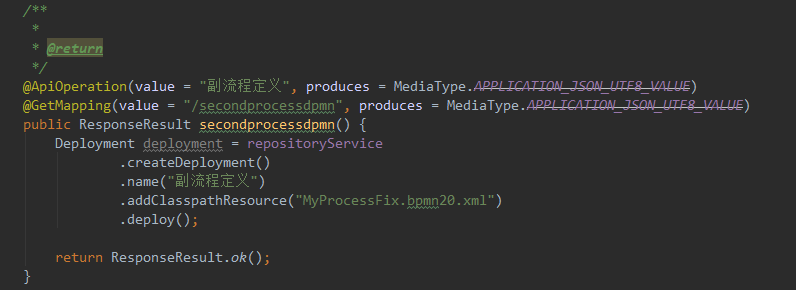 /**
 *
 * @return
 */
@ApiOperation(value = "副流程定义", produces = MediaType.APPLICATION_JSON_UTF8_VALUE)
@GetMapping(value = "/secondprocessdpmn", produces = MediaType.APPLICATION_JSON_UTF8_VALUE)
public ResponseResult secondprocessdpmn() {
    Deployment deployment = repositoryService
            .createDeployment()
            .name("副流程定义")
            .addClasspathResource("MyProcessFix.bpmn20.xml")
            .deploy();
    return ResponseResult.ok();
}